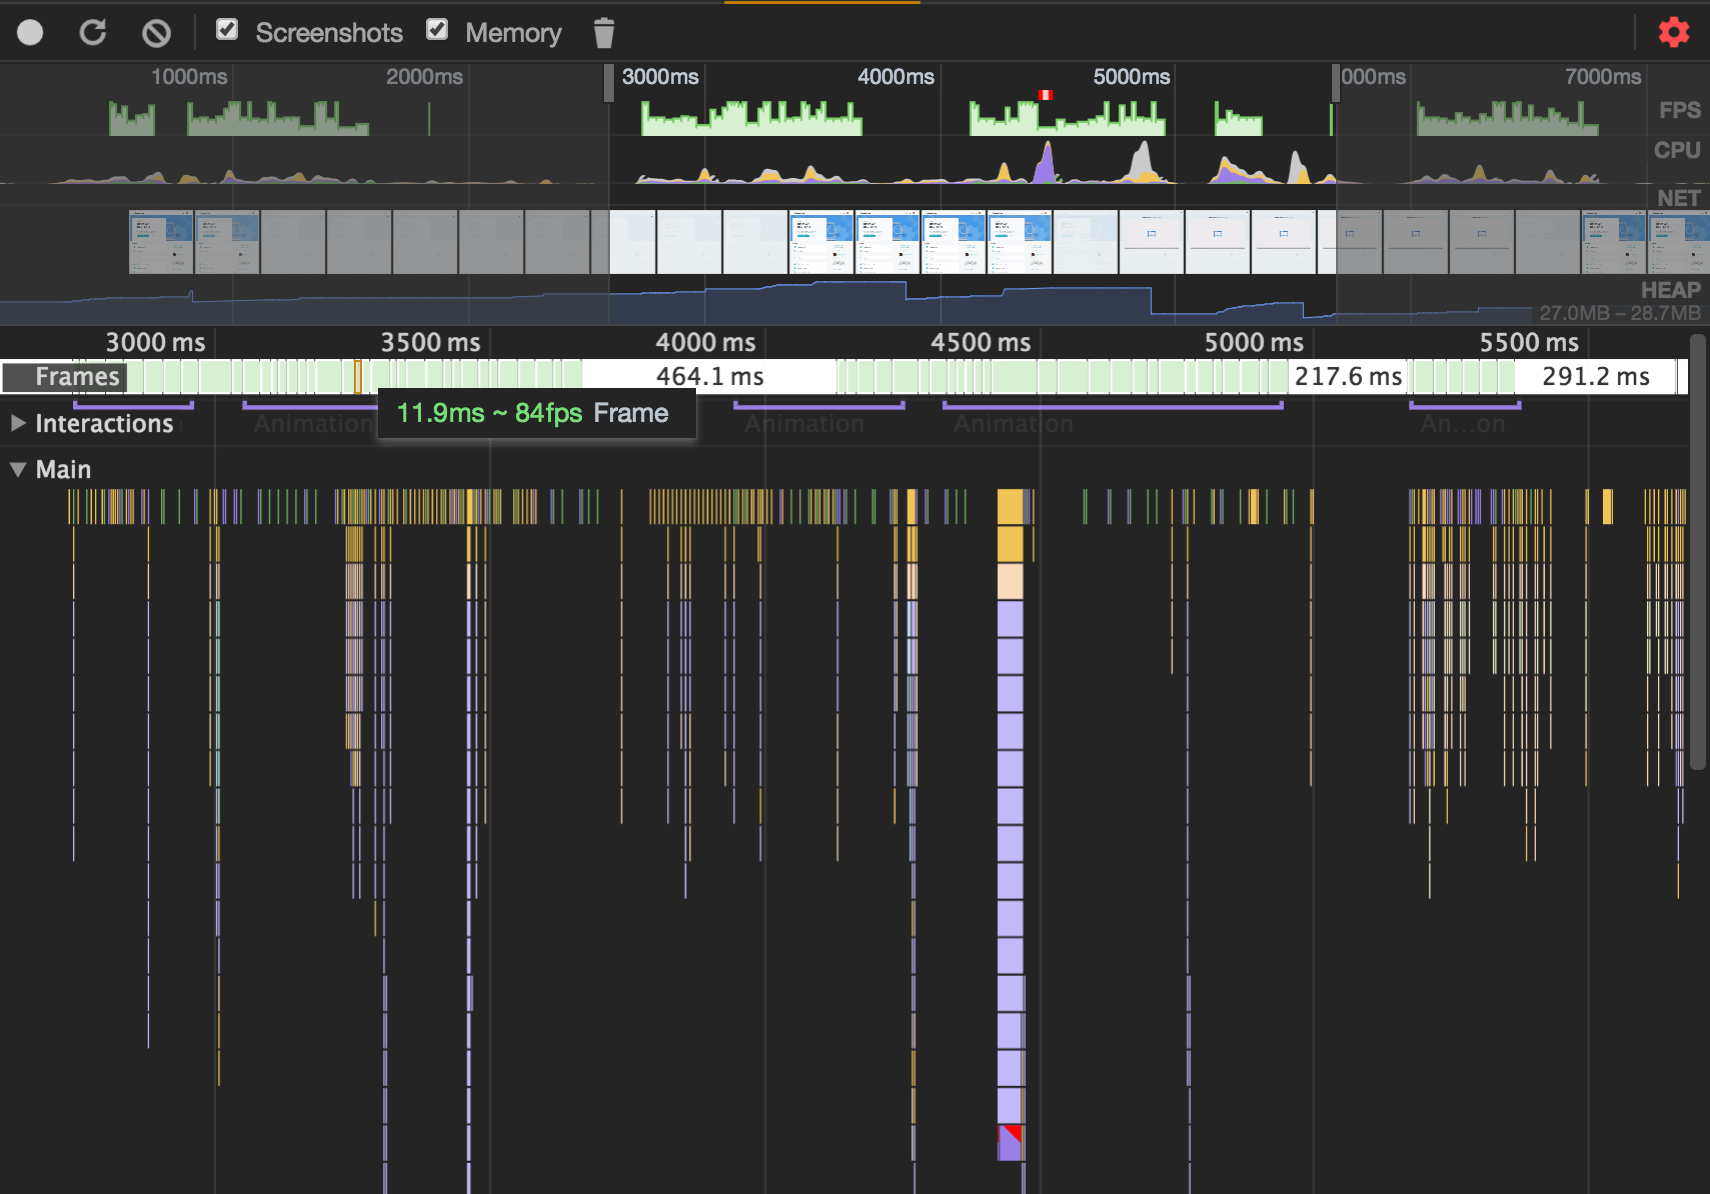 Screenshots Memory
1000ms 2000ms 3000ms 4000ms 5000ms 000ms 7000ms
FPS
CPU
NET
HEAP
27.0MB – 28.7MB
3000 ms 3500 ms 4000 ms 4500 ms 5000 ms 5500 ms
Frames 464.1 ms 217.6 ms 291.2 ms
11.9ms ~ 84fps Frame
Interactions Animation Animation Animation An...on
Main